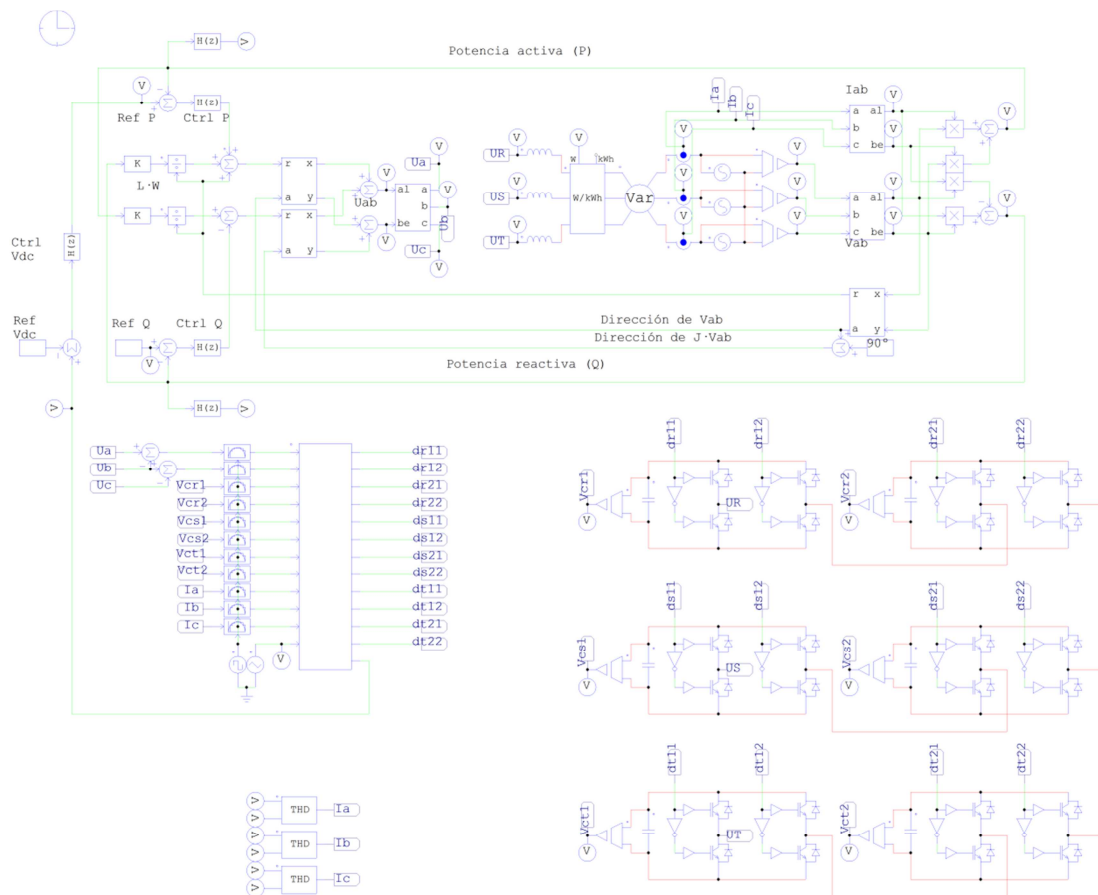 H(z)
V
Potencia activa (P)
V
Ref P
Σ
H(z)
Ctrl P
K
÷
Σ
L·W
K
÷
Σ
r x
a y
r x
a y
Σ
Uab
Σ
V
V
al a
b
be c
Ua
V
V
Ub
Uc
V
UR
US
UT
V
V
V
V
W
kWh
W/kWh
Var
Ia
Ib
Ic
V
V
V
V
V
V
Iab
a al
b
c be
V
V
a al
b
c be
Vab
V
V
Σ
V
Σ
V
Ctrl
Vdc
H(z)
Ref
Vdc
Σ
Ref Q
Ctrl Q
Σ
H(z)
V
r x
a y
Σ
90°
Dirección de Vab
Dirección de J·Vab
Potencia reactiva (Q)
V
H(z)
V
Ua
Ub
Uc
Σ
Σ
Vcr1
Vcr2
Vcs1
Vcs2
Vct1
Vct2
Ia
Ib
Ic
V
dr11
dr12
dr21
dr22
ds11
ds12
ds21
ds22
dt11
dt12
dt21
dt22
dr11
dr12
dr21
dr22
Vcr1
V
UR
Vcr2
V
ds11
ds12
ds21
ds22
Vcs1
V
US
Vcs2
V
dt11
dt12
dt21
dt22
Vct1
V
UT
Vct2
V
V
V
THD
Ia
V
V
THD
Ib
V
V
THD
Ic